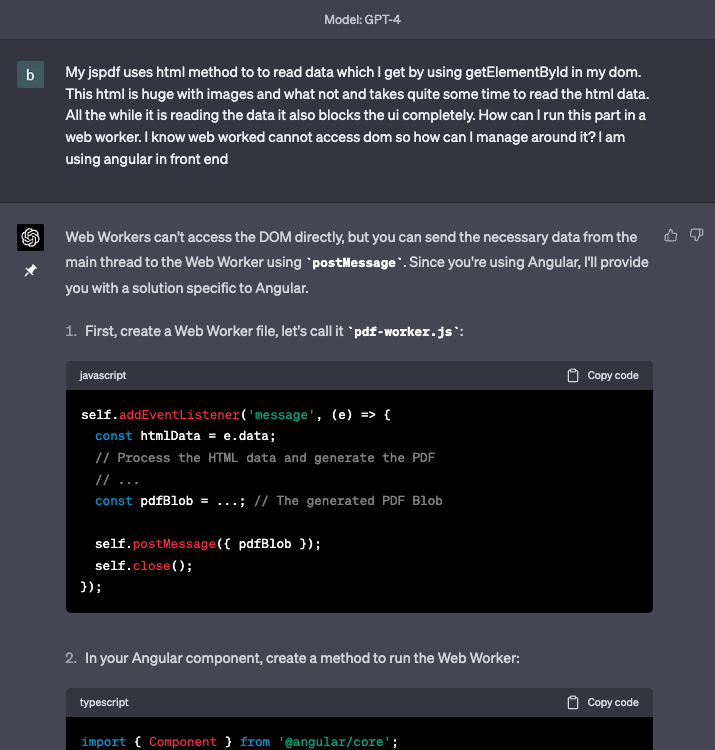 Model: GPT-4
b
My jspdf uses html method to to read data which I get by using getElementById in my dom.
This html is huge with images and what not and takes quite some time to read the html data.
All the while it is reading the data it also blocks the ui completely. How can I run this part in a
web worker. I know web worked cannot access dom so how can I manage around it? I am
using angular in front end
Web Workers can't access the DOM directly, but you can send the necessary data from the
main thread to the Web Worker using `postMessage`. Since you're using Angular, I'll provide
you with a solution specific to Angular.
1. First, create a Web Worker file, let's call it `pdf-worker.js`:
javascript
Copy code
self.addEventListener('message', (e) => {
  const htmlData = e.data;
  // Process the HTML data and generate the PDF
  // ...
  const pdfBlob = ...; // The generated PDF Blob
  self.postMessage({ pdfBlob });
  self.close();
});
2. In your Angular component, create a method to run the Web Worker:
typescript
Copy code
import { Component } from '@angular/core';